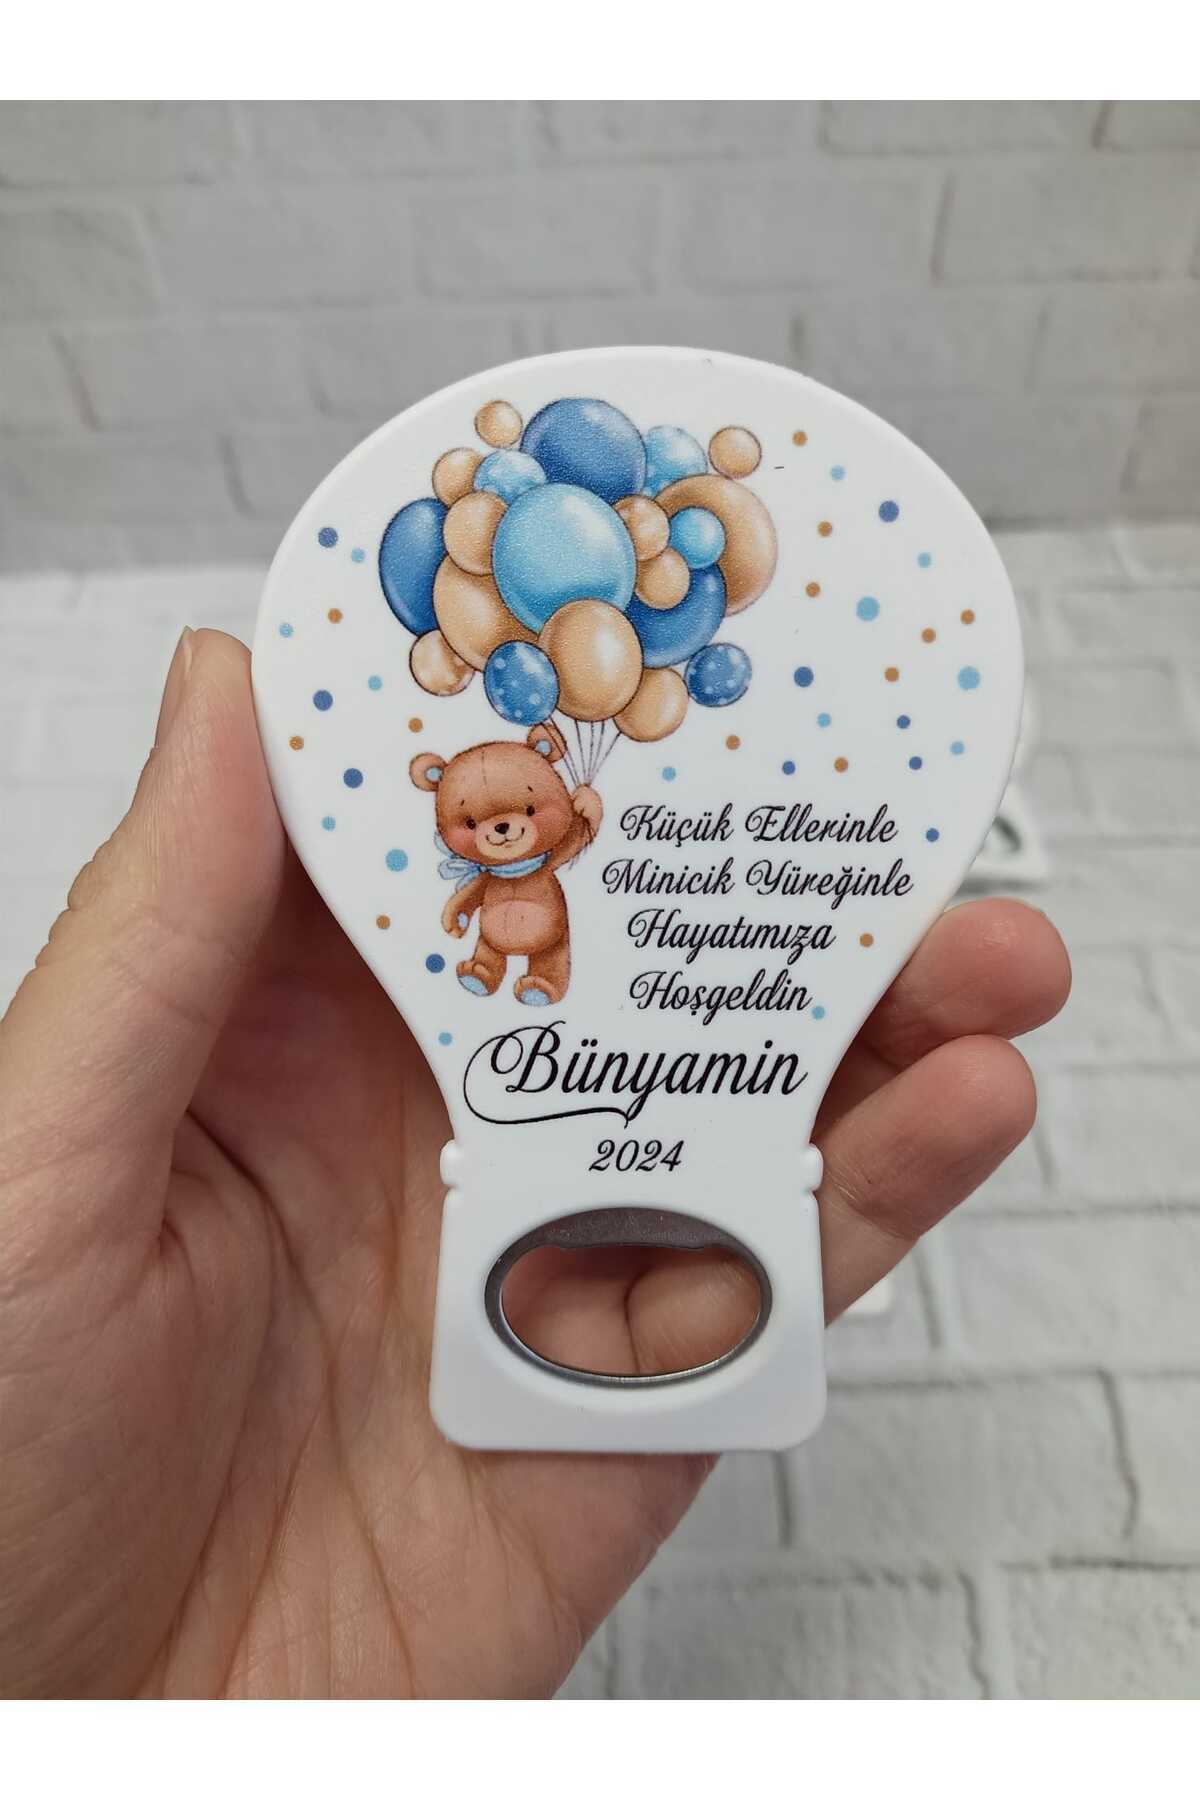 Küçük Ellerinle
Minicik Yüreğinle
Hayatımıza
Hoşgeldin
Bünyamin
2024